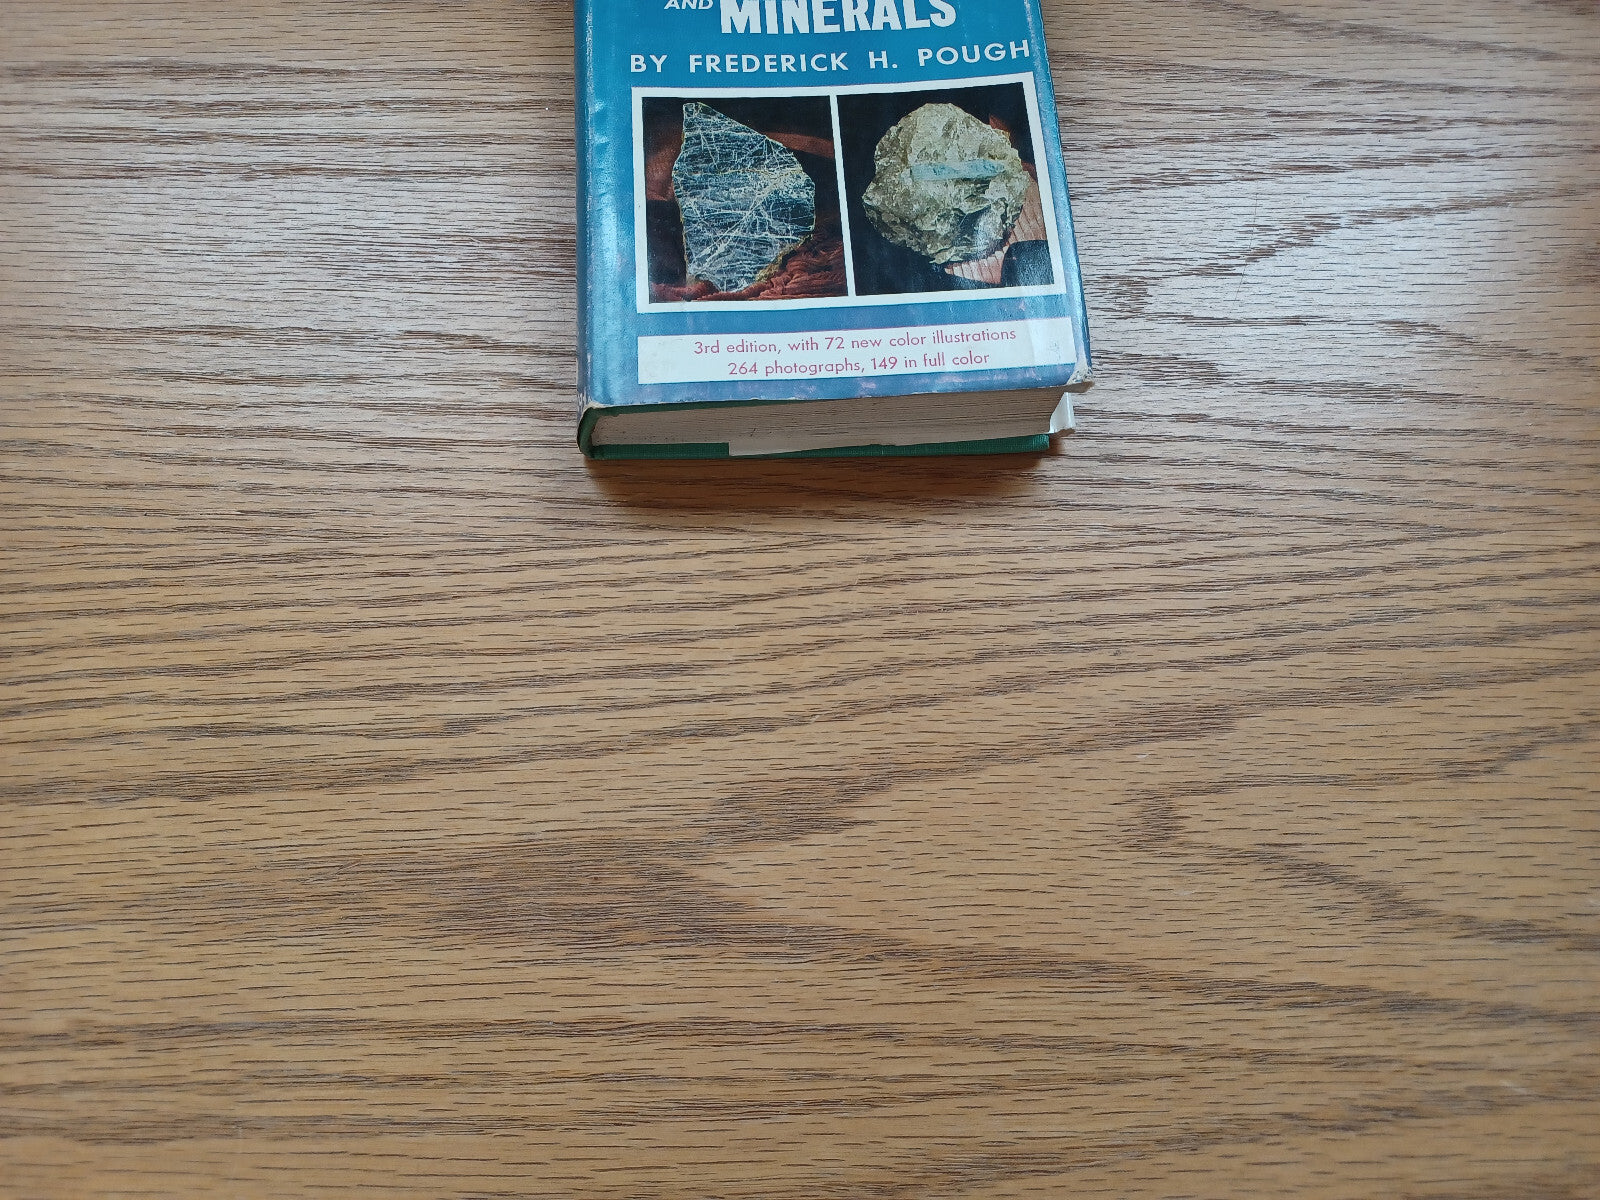 AND MINERALS
BY FREDERICK H. POUGH
3rd edition, with 72 new color illustrations
264 photographs, 149 in full color